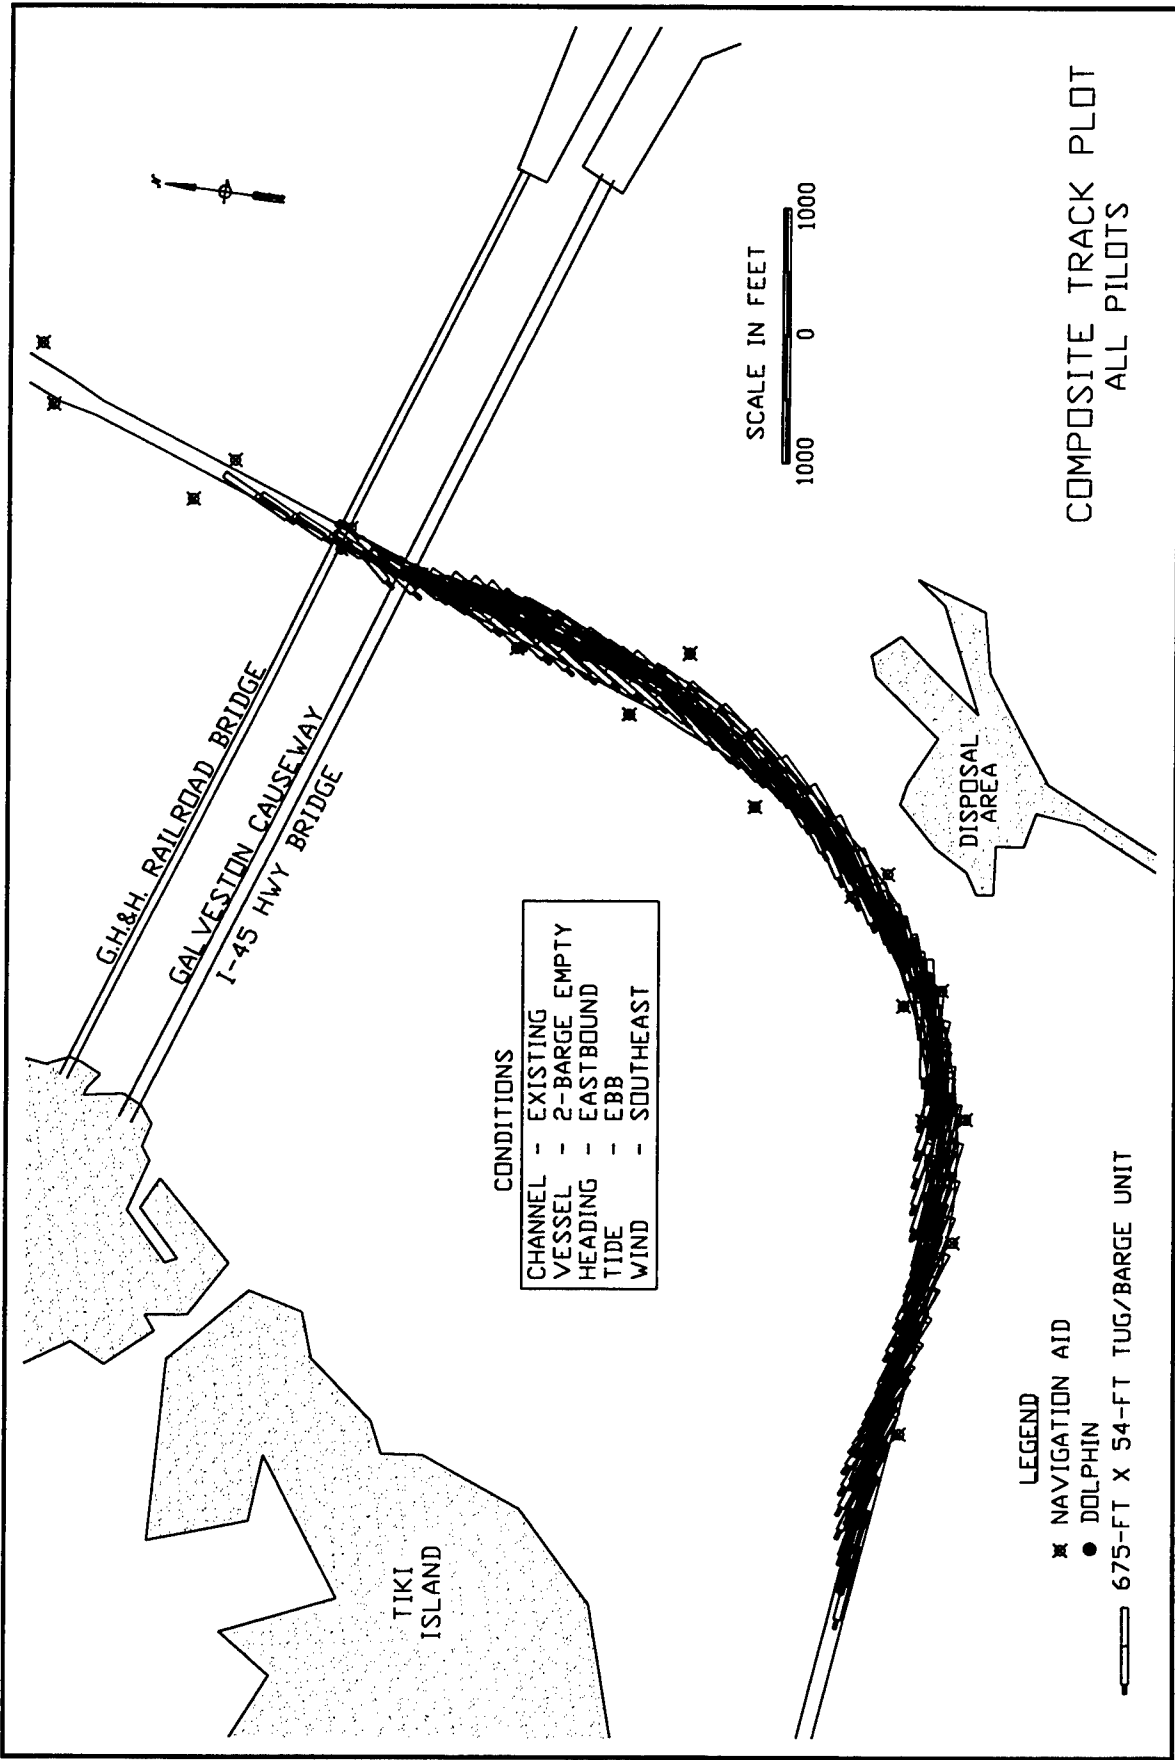 N
G.H.&H. RAILROAD BRIDGE
GALVESTON CAUSEWAY
I-45 HWY BRIDGE
TIKI
ISLAND
CONDITIONS
CHANNEL - EXISTING
VESSEL - 2-BARGE EMPTY
HEADING - EASTBOUND
TIDE - EBB
WIND - SOUTHEAST
SCALE IN FEET
1000 0 1000
DISPOSAL
AREA
LEGEND
NAVIGATION AID
DOLPHIN
675-FT X 54-FT TUG/BARGE UNIT
COMPOSITE TRACK PLOT
ALL PILOTS